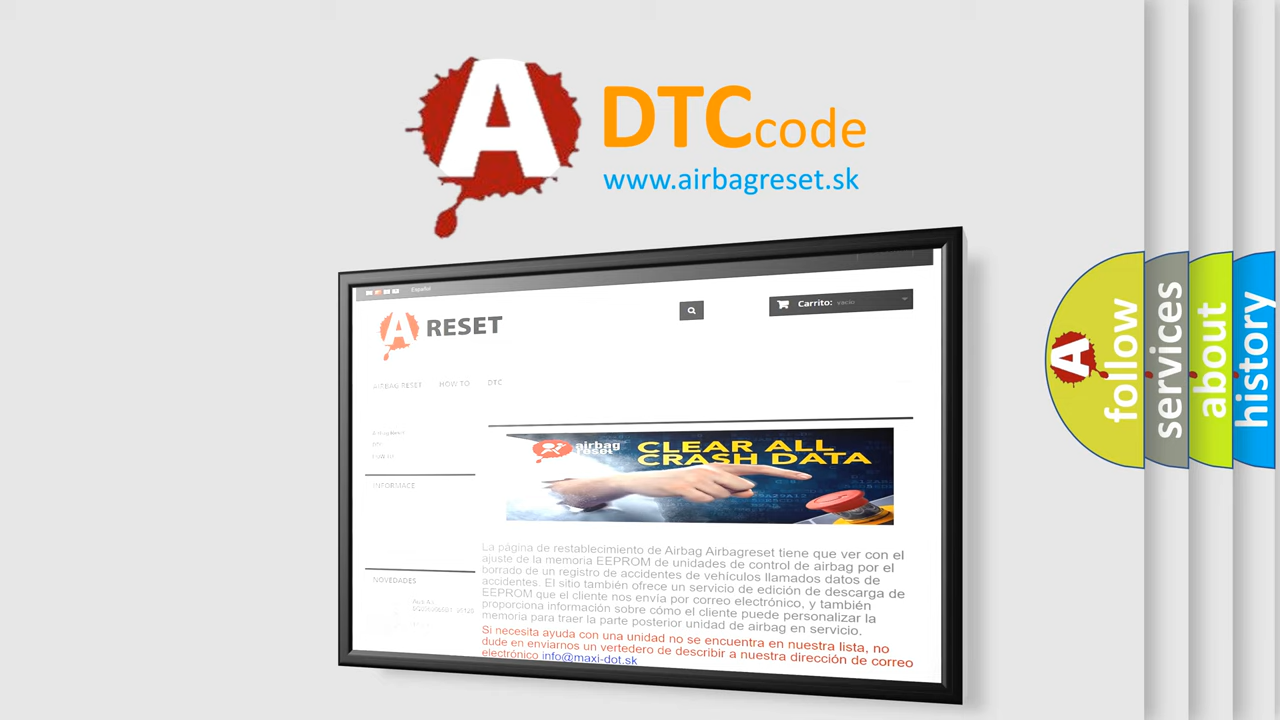 A DTCcode
www.airbagreset.sk
Español
A RESET
Carrito: vacío
AIRBAG RESET HOW TO DTC
INFORMACE
airbag
reset
CLEAR ALL
CRASH DATA
La página de restablecimiento de Airbag Airbagreset tiene que ver con el
ajuste de la memoria EEPROM de unidades de control de airbag por el
borrado de un registro de accidentes de vehículos llamados datos de
accidentes. El sitio también ofrece un servicio de edición de descarga de
EEPROM que el cliente nos envía por correo electrónico, y también
proporciona información sobre cómo el cliente puede personalizar la
memoria para traer la parte posterior unidad de airbag en servicio.
Si necesita ayuda con una unidad no se encuentra en nuestra lista, no
dude en enviarnos un vertedero de describir a nuestra dirección de correo
electrónico info@maxi-dot.sk
NOVEDADES
A follow
services
about
history